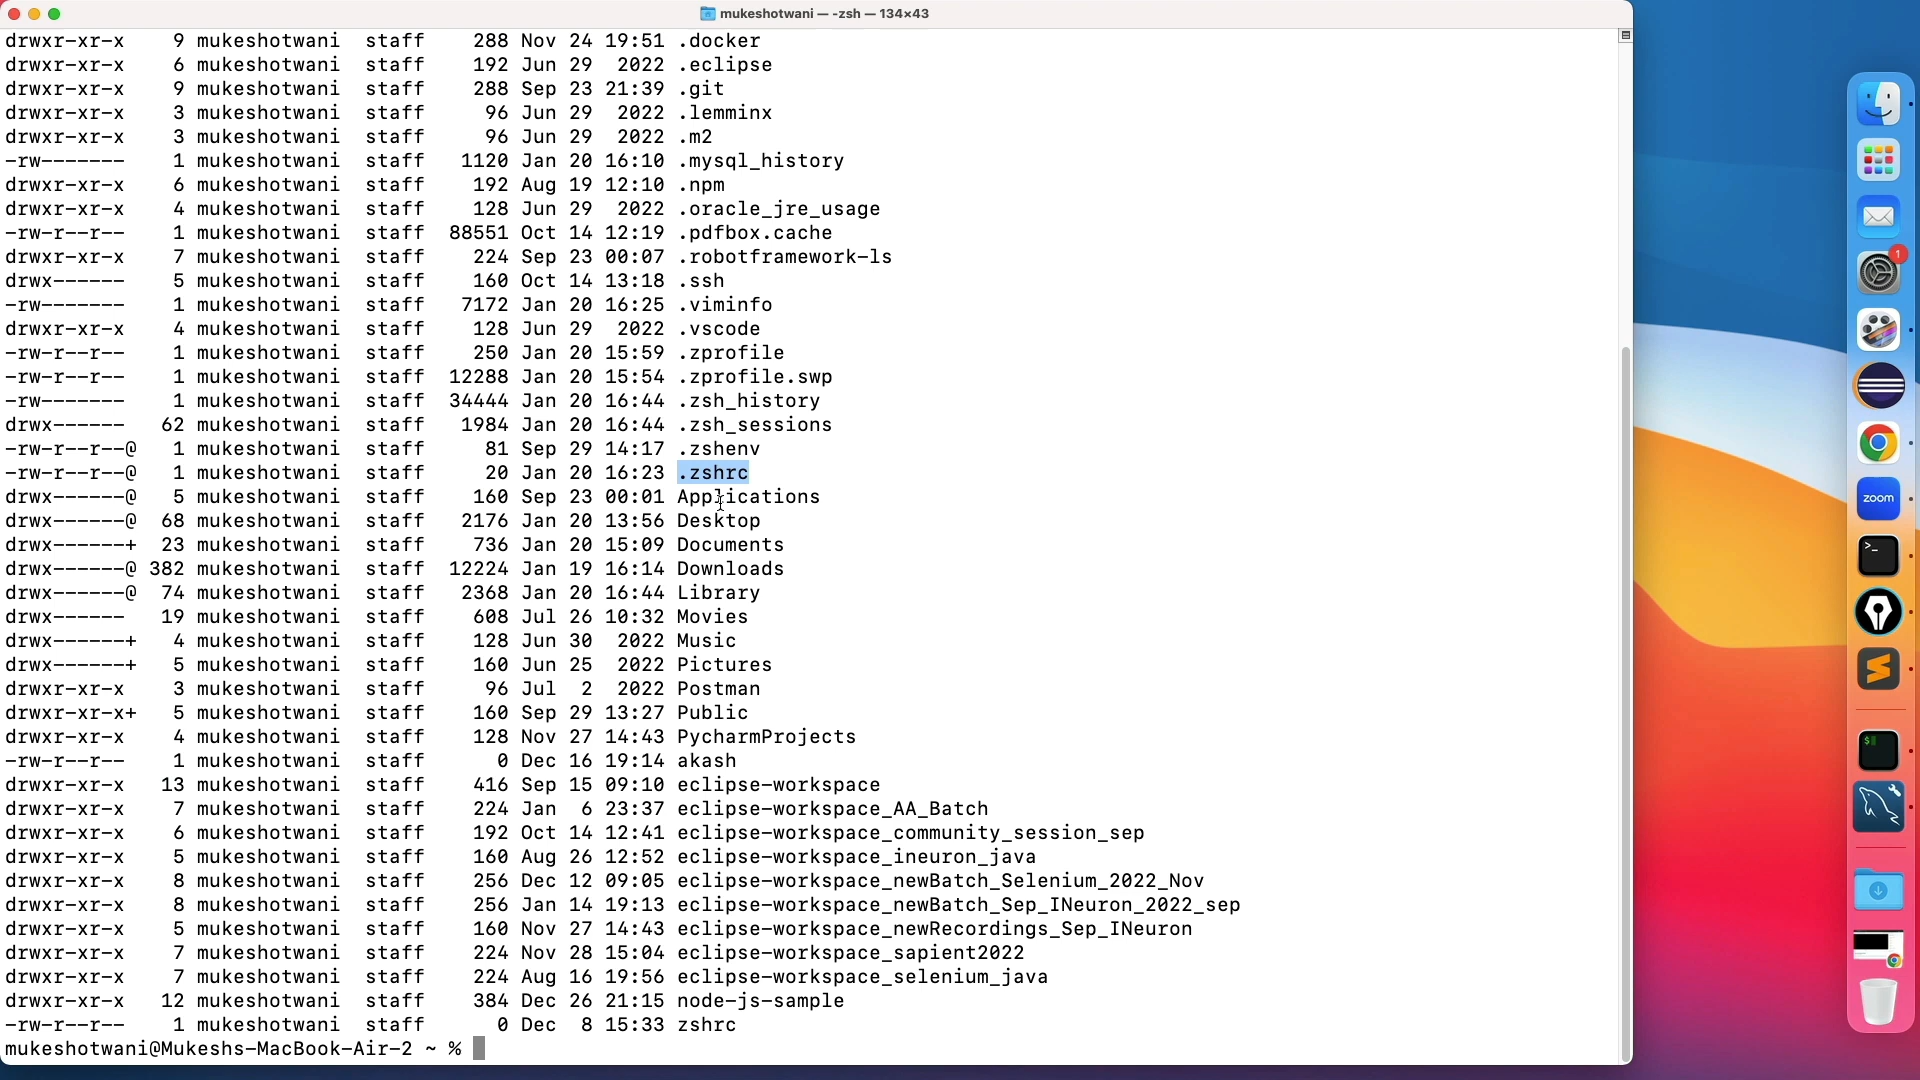 mukeshotwani — -zsh — 134×43
drwxr-xr-x    9 mukeshotwani  staff    288 Nov 24 19:51 .docker
drwxr-xr-x    6 mukeshotwani  staff    192 Jun 29  2022 .eclipse
drwxr-xr-x    9 mukeshotwani  staff    288 Sep 23 21:39 .git
drwxr-xr-x    3 mukeshotwani  staff     96 Jun 29  2022 .lemminx
drwxr-xr-x    3 mukeshotwani  staff     96 Jun 29  2022 .m2
-rw-------    1 mukeshotwani  staff   1120 Jan 20 16:10 .mysql_history
drwxr-xr-x    6 mukeshotwani  staff    192 Aug 19 12:10 .npm
drwxr-xr-x    4 mukeshotwani  staff    128 Jun 29  2022 .oracle_jre_usage
-rw-r--r--    1 mukeshotwani  staff  88551 Oct 14 12:19 .pdfbox.cache
drwxr-xr-x    7 mukeshotwani  staff    224 Sep 23 00:07 .robotframework-ls
drwx------    5 mukeshotwani  staff    160 Oct 14 13:18 .ssh
-rw-------    1 mukeshotwani  staff   7172 Jan 20 16:25 .viminfo
drwxr-xr-x    4 mukeshotwani  staff    128 Jun 29  2022 .vscode
-rw-r--r--    1 mukeshotwani  staff    250 Jan 20 15:59 .zprofile
-rw-r--r--    1 mukeshotwani  staff  12288 Jan 20 15:54 .zprofile.swp
-rw-------    1 mukeshotwani  staff  34444 Jan 20 16:44 .zsh_history
drwx------   62 mukeshotwani  staff   1984 Jan 20 16:44 .zsh_sessions
-rw-r--r--@   1 mukeshotwani  staff     81 Sep 29 14:17 .zshenv
-rw-r--r--@   1 mukeshotwani  staff     20 Jan 20 16:23 .zshrc
drwx------@   5 mukeshotwani  staff    160 Sep 23 00:01 Applications
drwx------@  68 mukeshotwani  staff   2176 Jan 20 13:56 Desktop
drwx------+  23 mukeshotwani  staff    736 Jan 20 15:09 Documents
drwx------@ 382 mukeshotwani  staff  12224 Jan 19 16:14 Downloads
drwx------@  74 mukeshotwani  staff   2368 Jan 20 16:44 Library
drwx------   19 mukeshotwani  staff    608 Jul 26 10:32 Movies
drwx------+   4 mukeshotwani  staff    128 Jun 30  2022 Music
drwx------+   5 mukeshotwani  staff    160 Jun 25  2022 Pictures
drwxr-xr-x    3 mukeshotwani  staff     96 Jul  2  2022 Postman
drwxr-xr-x+   5 mukeshotwani  staff    160 Sep 29 13:27 Public
drwxr-xr-x    4 mukeshotwani  staff    128 Nov 27 14:43 PycharmProjects
-rw-r--r--    1 mukeshotwani  staff      0 Dec 16 19:14 akash
drwxr-xr-x   13 mukeshotwani  staff    416 Sep 15 09:10 eclipse-workspace
drwxr-xr-x    7 mukeshotwani  staff    224 Jan  6 23:37 eclipse-workspace_AA_Batch
drwxr-xr-x    6 mukeshotwani  staff    192 Oct 14 12:41 eclipse-workspace_community_session_sep
drwxr-xr-x    5 mukeshotwani  staff    160 Aug 26 12:52 eclipse-workspace_ineuron_java
drwxr-xr-x    8 mukeshotwani  staff    256 Dec 12 09:05 eclipse-workspace_newBatch_Selenium_2022_Nov
drwxr-xr-x    8 mukeshotwani  staff    256 Jan 14 19:13 eclipse-workspace_newBatch_Sep_INeuron_2022_sep
drwxr-xr-x    5 mukeshotwani  staff    160 Nov 27 14:43 eclipse-workspace_newRecordings_Sep_INeuron
drwxr-xr-x    7 mukeshotwani  staff    224 Nov 28 15:04 eclipse-workspace_sapient2022
drwxr-xr-x    7 mukeshotwani  staff    224 Aug 16 19:56 eclipse-workspace_selenium_java
drwxr-xr-x   12 mukeshotwani  staff    384 Dec 26 21:15 node-js-sample
-rw-r--r--    1 mukeshotwani  staff      0 Dec  8 15:33 zshrc
mukeshotwani@Mukeshs-MacBook-Air-2 ~ %
1
zoom
>_
$